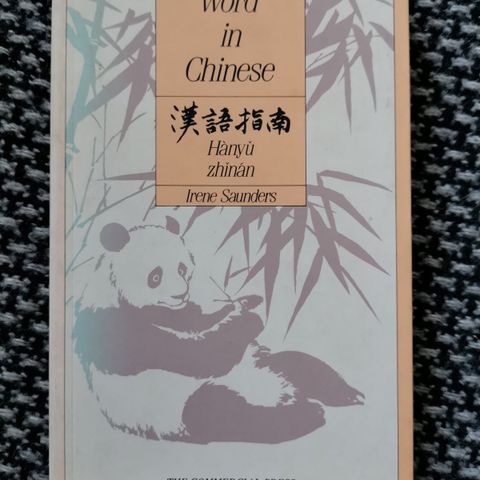 Word
in
Chinese
漢語指南
Hànyǔ
zhǐnán
Irene Saunders
THE COMMERCIAL PRESS